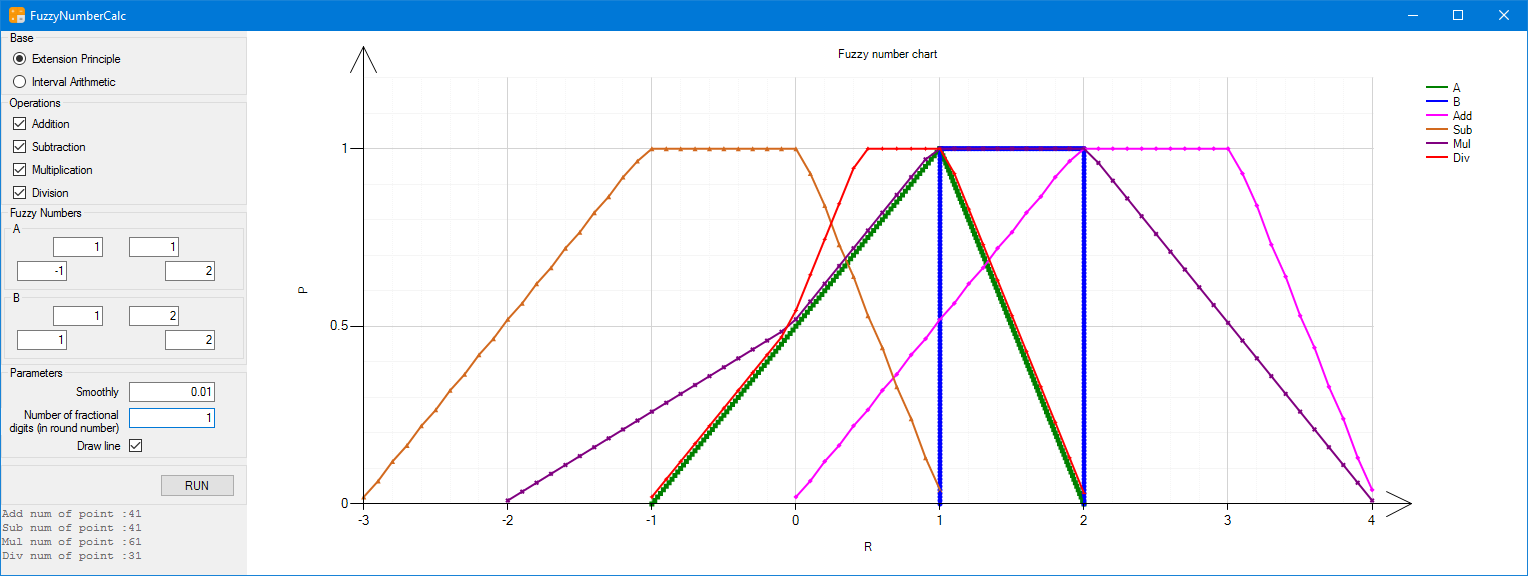 FuzzyNumberCalc
Base
Extension Principle
Interval Arithmetic
Operations
Addition
Subtraction
Multiplication
Division
Fuzzy Numbers
A
1 1
-1 2
B
1 2
1 2
Parameters
Smoothly 0.01
Number of fractional
digits (in round number) 1
Draw line
RUN
Add num of point :41
Sub num of point :41
Mul num of point :61
Div num of point :31
Fuzzy number chart
P
1
0.5
0
-3 -2 -1 0 1 2 3 4
R
A
B
Add
Sub
Mul
Div